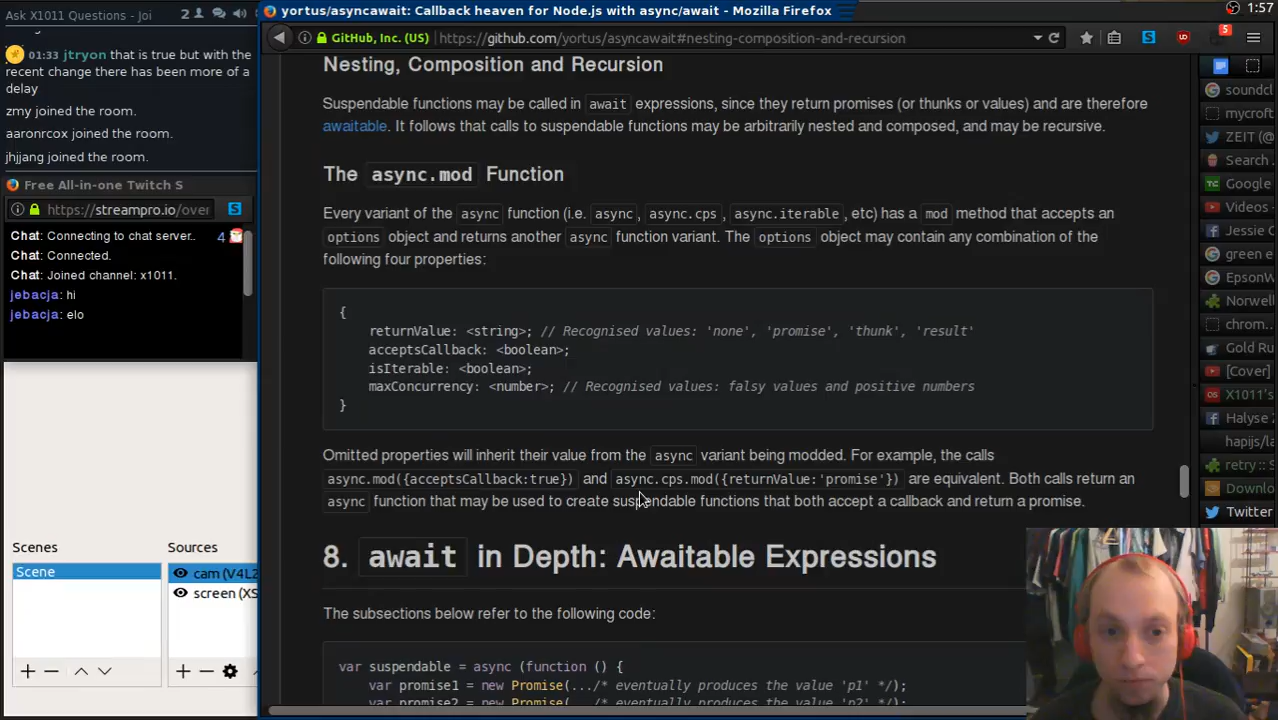 Ask X1011 Questions - Joi
2
yortus/asyncawait: Callback heaven for Node.js with async/await - Mozilla Firefox
1:57
GitHub, Inc. (US)
https://github.com/yortus/asyncawait#nesting-composition-and-recursion
5
01:33 jtryon that is true but with the
recent change there has been more of a
delay
zmy joined the room.
aaronrcox joined the room.
jhjjang joined the room.
Free All-in-one Twitch S
https://streampro.io/over
Chat: Connecting to chat server..
4
Chat: Connected.
Chat: Joined channel: x1011.
jebacja: hi
jebacja: elo
Scenes
Scene
Sources
cam (V4L2
screen (XS
Nesting, Composition and Recursion
Suspendable functions may be called in await expressions, since they return promises (or thunks or values) and are therefore
awaitable. It follows that calls to suspendable functions may be arbitrarily nested and composed, and may be recursive.
The async.mod Function
Every variant of the async function (i.e. async, async.cps, async.iterable, etc) has a mod method that accepts an
options object and returns another async function variant. The options object may contain any combination of the
following four properties:
{
returnValue: <string>; // Recognised values: 'none', 'promise', 'thunk', 'result'
acceptsCallback: <boolean>;
isIterable: <boolean>;
maxConcurrency: <number>; // Recognised values: falsy values and positive numbers
}
Omitted properties will inherit their value from the async variant being modded. For example, the calls
async.mod({acceptsCallback:true}) and async.cps.mod({returnValue:'promise'}) are equivalent. Both calls return an
async function that may be used to create suspendable functions that both accept a callback and return a promise.
8. await in Depth: Awaitable Expressions
The subsections below refer to the following code:
var suspendable = async (function () {
var promise1 = new Promise(.../* eventually produces the value 'p1' */);
var promise2 = new Promise(.../* eventually produces the value 'p2' */);
soundcl
mycroft
ZEIT (@
Search
Google
Videos -
Jessie C
green e
EpsonW
Norwell
chrom...
Gold Ru
[Cover]
X1011's
Halyse 2
hapijs/l
retry ::
Downlo
Twitter